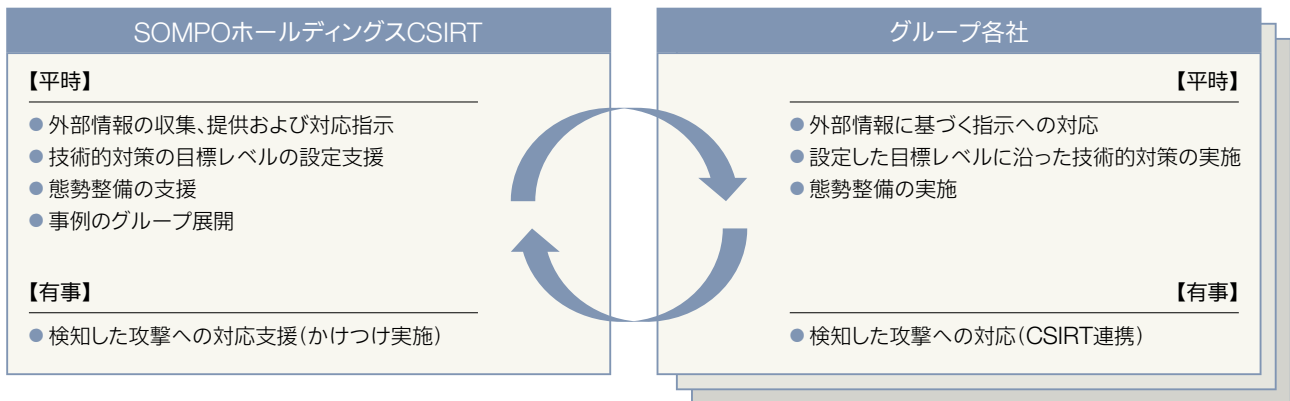 SOMPOホールディングスCSIRT
【平時】
● 外部情報の収集、提供および対応指示
● 技術的対策の目標レベルの設定支援
● 態勢整備の支援
● 事例のグループ展開
【有事】
● 検知した攻撃への対応支援（かけつけ実施）
グループ各社
【平時】
● 外部情報に基づく指示への対応
● 設定した目標レベルに沿った技術的対策の実施
● 態勢整備の実施
【有事】
● 検知した攻撃への対応（CSIRT連携）